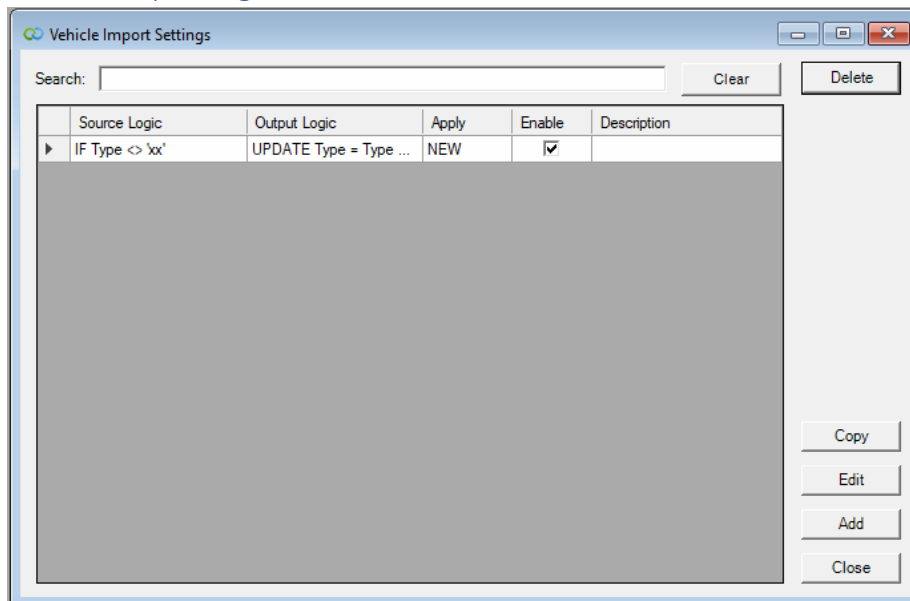 Vehicle Import Settings
Search:
Clear
Delete
Source Logic Output Logic Apply Enable Description
IF Type <> 'xx' UPDATE Type = Type ... NEW
Copy
Edit
Add
Close